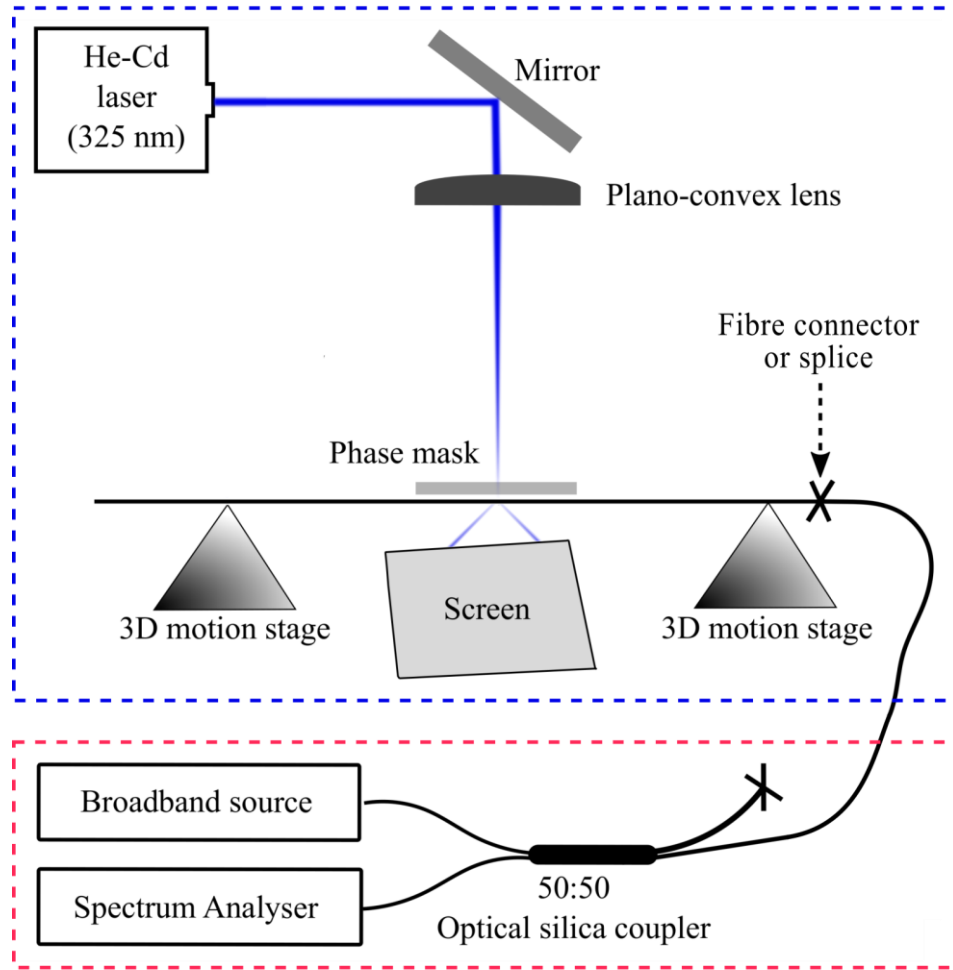 He-Cd
laser
(325 nm)
Mirror
Plano-convex lens
Fibre connector
or splice
Phase mask
Screen
3D motion stage
3D motion stage
Broadband source
Spectrum Analyser
50:50
Optical silica coupler